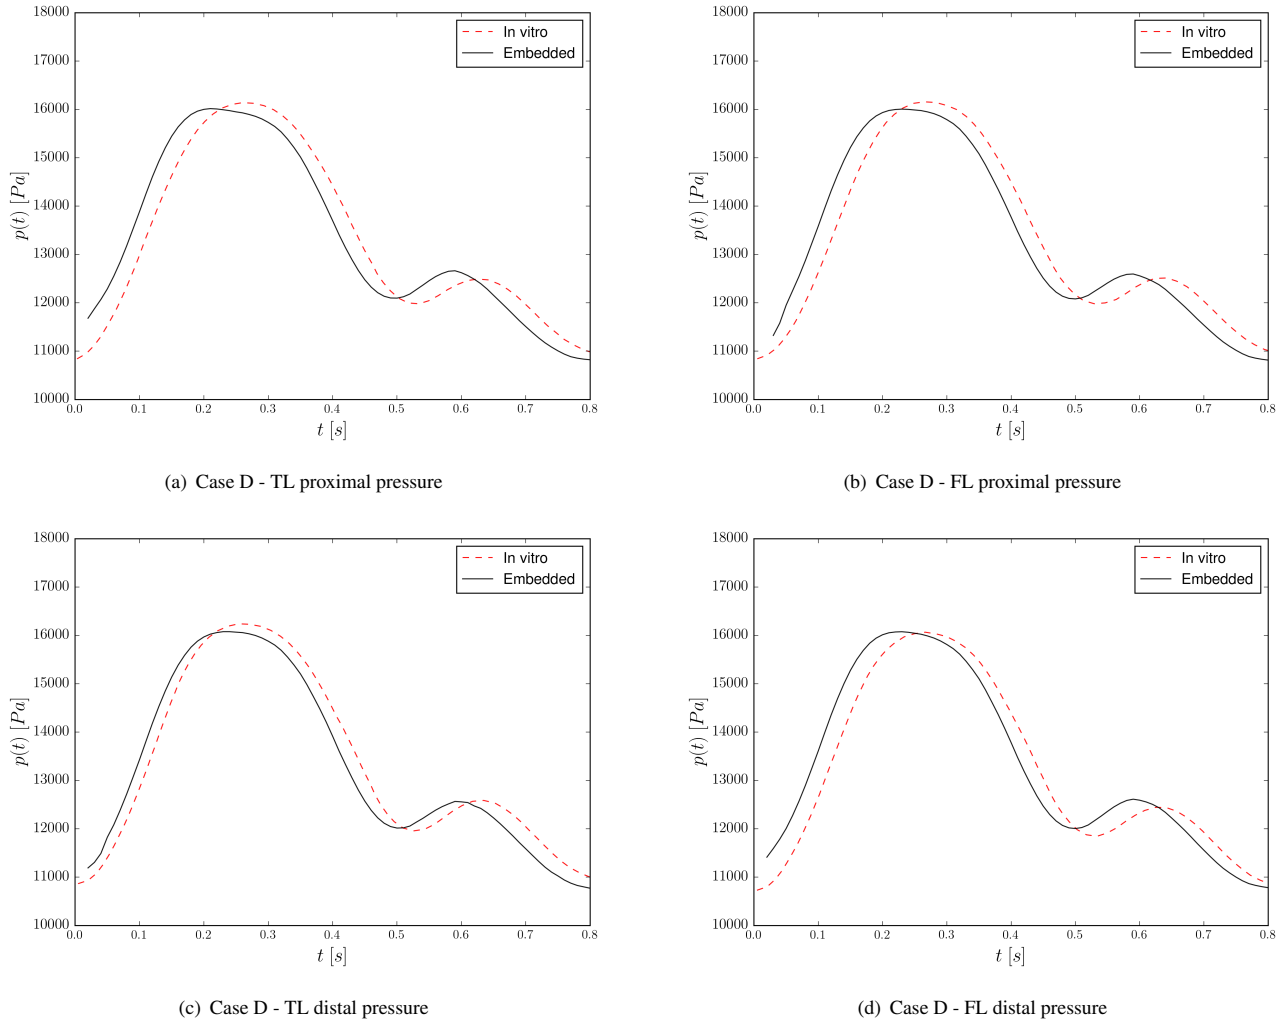 18000
17000
16000
15000
14000
13000
12000
11000
10000
0.0 0.1 0.2 0.3 0.4 0.5 0.6 0.7 0.8
p(t) [Pa]
t [s]
In vitro
Embedded
(a) Case D - TL proximal pressure
18000
17000
16000
15000
14000
13000
12000
11000
10000
0.0 0.1 0.2 0.3 0.4 0.5 0.6 0.7 0.8
p(t) [Pa]
t [s]
In vitro
Embedded
(b) Case D - FL proximal pressure
18000
17000
16000
15000
14000
13000
12000
11000
10000
0.0 0.1 0.2 0.3 0.4 0.5 0.6 0.7 0.8
p(t) [Pa]
t [s]
In vitro
Embedded
(c) Case D - TL distal pressure
18000
17000
16000
15000
14000
13000
12000
11000
10000
0.0 0.1 0.2 0.3 0.4 0.5 0.6 0.7 0.8
p(t) [Pa]
t [s]
In vitro
Embedded
(d) Case D - FL distal pressure